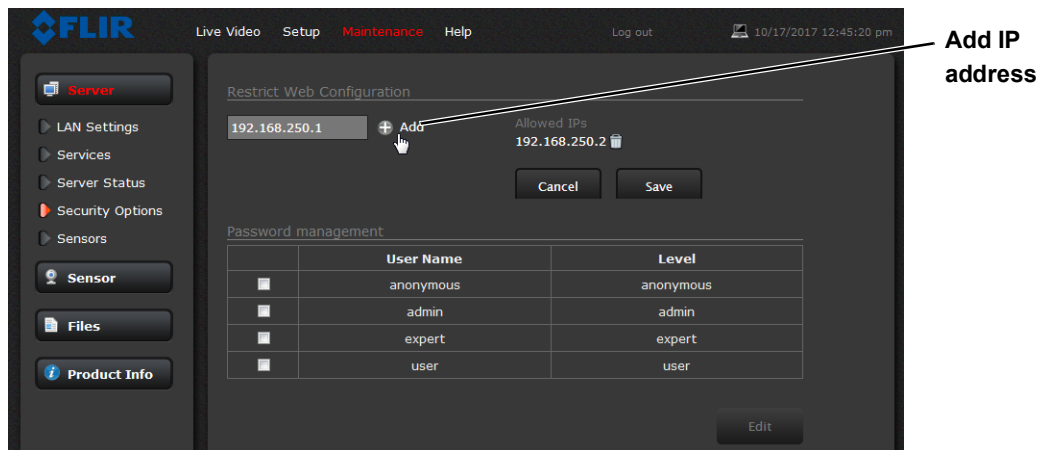 FLIR
Live Video Setup Maintenance Help Log out 10/17/2017 12:45:20 pm
Add IP
address
Server
LAN Settings
Services
Server Status
Security Options
Sensors
Sensor
Files
Product Info
Restrict Web Configuration
192.168.250.1 Add
Allowed IPs
192.168.250.2
Cancel Save
Password management
User Name Level
anonymous anonymous
admin admin
expert expert
user user
Edit